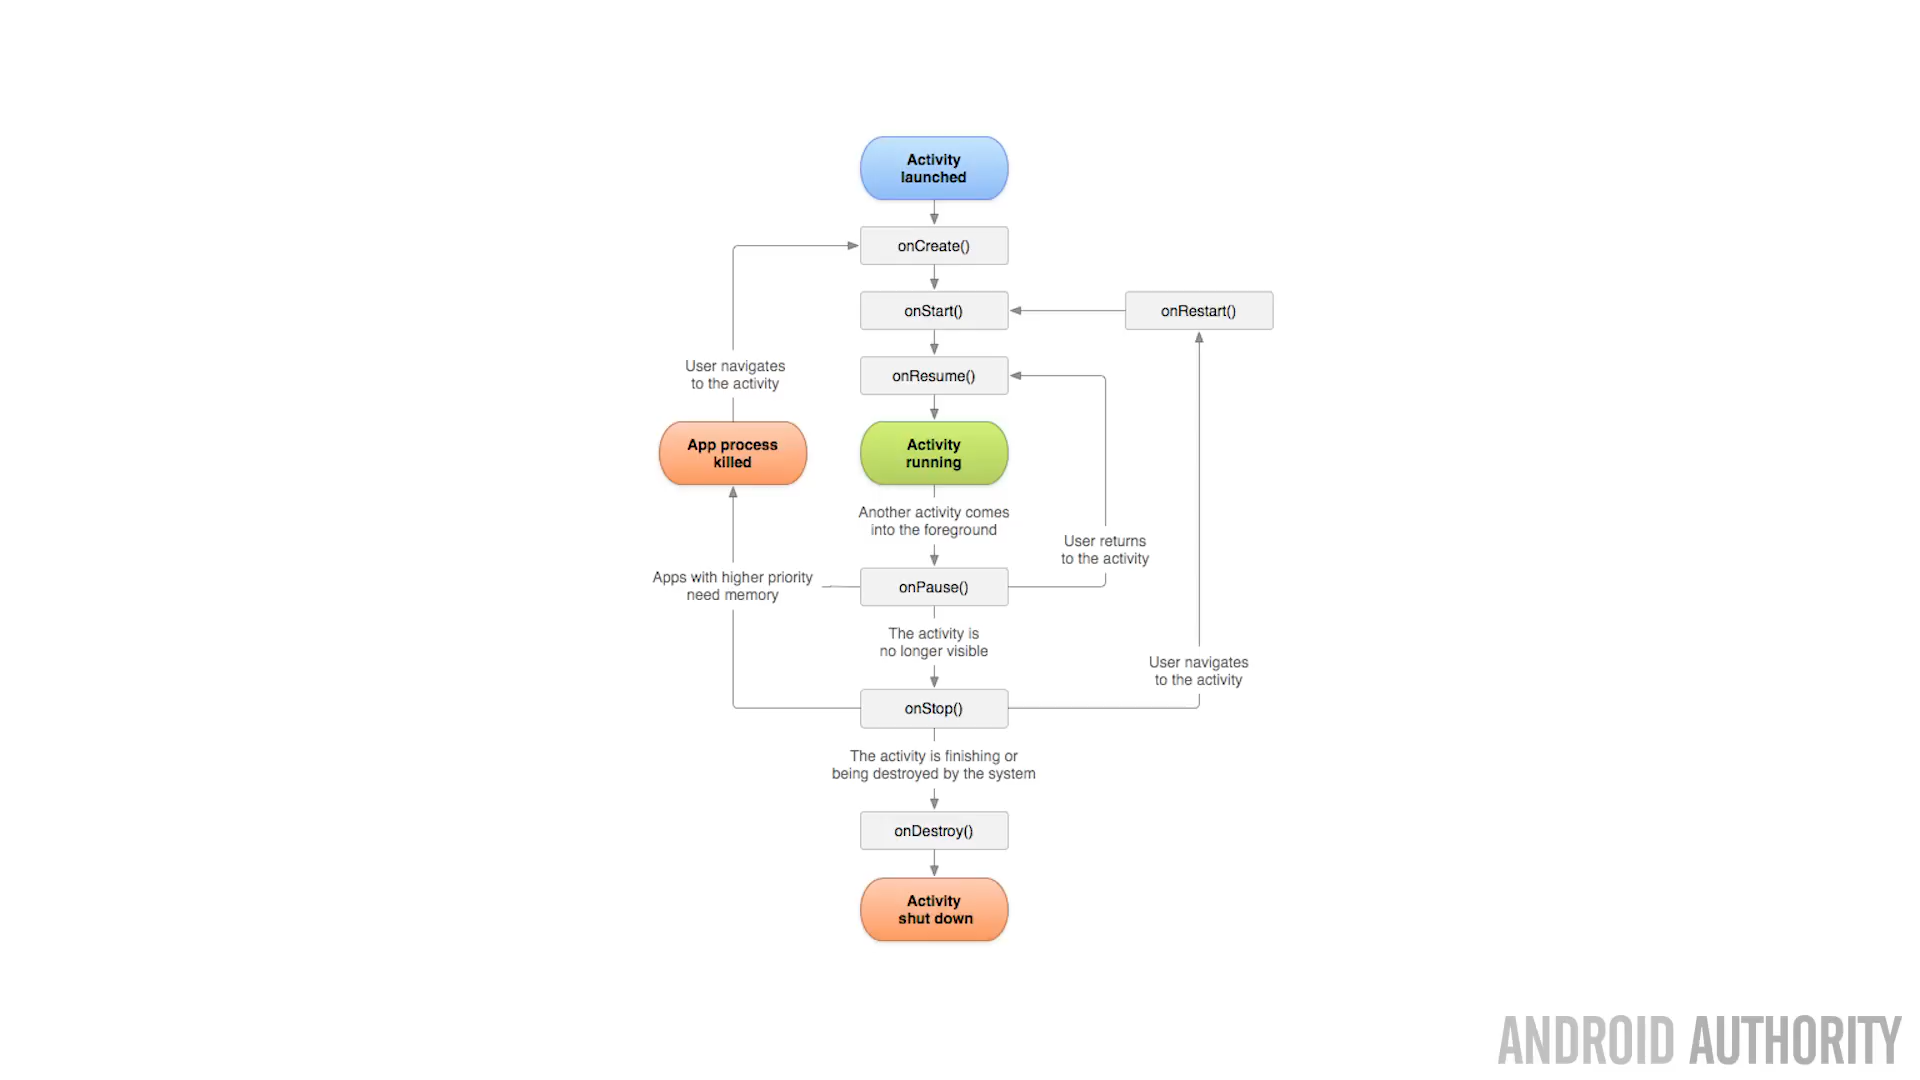 Activity
launched
onCreate()
onStart()
onRestart()
User navigates
to the activity
onResume()
App process
killed
Activity
running
Another activity comes
into the foreground
User returns
to the activity
Apps with higher priority
need memory
onPause()
The activity is
no longer visible
User navigates
to the activity
onStop()
The activity is finishing or
being destroyed by the system
onDestroy()
Activity
shut down
ANDROID AUTHORITY